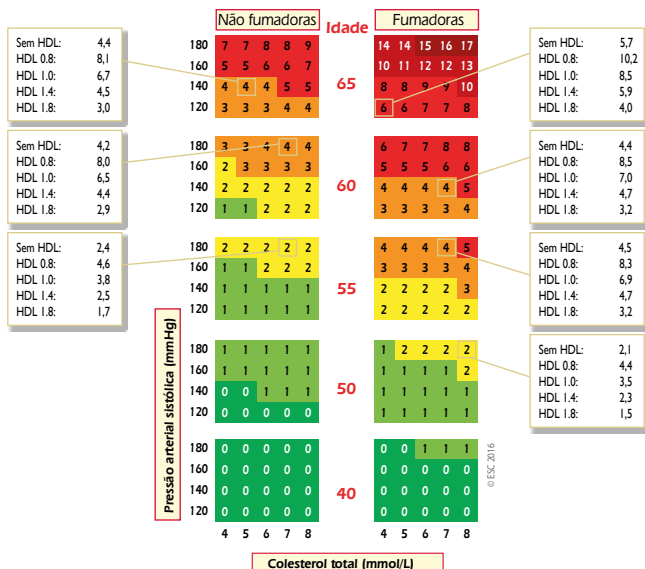 Não fumadoras Idade Fumadoras
Sem HDL: 4,4
HDL 0.8: 8,1
HDL 1.0: 6,7
HDL 1.4: 4,5
HDL 1.8: 3,0
180 7 7 8 8 9 14 14 15 16 17
160 5 5 6 6 7 10 11 12 12 13
140 4 4 4 5 5 65 8 8 9 9 10
120 3 3 3 4 4 6 6 7 7 8
Sem HDL: 5,7
HDL 0.8: 10,2
HDL 1.0: 8,5
HDL 1.4: 5,9
HDL 1.8: 4,0
Sem HDL: 4,2
HDL 0.8: 8,0
HDL 1.0: 6,5
HDL 1.4: 4,4
HDL 1.8: 2,9
180 3 3 4 4 4 6 7 7 8 8
160 2 3 3 3 3 5 5 5 6 6
140 2 2 2 2 2 60 4 4 4 4 5
120 1 1 2 2 2 3 3 3 3 4
Sem HDL: 4,4
HDL 0.8: 8,5
HDL 1.0: 7,0
HDL 1.4: 4,7
HDL 1.8: 3,2
Sem HDL: 2,4
HDL 0.8: 4,6
HDL 1.0: 3,8
HDL 1.4: 2,5
HDL 1.8: 1,7
180 2 2 2 2 2 4 4 4 4 5
160 1 1 2 2 2 3 3 3 3 4
140 1 1 1 1 1 55 2 2 2 2 3
120 1 1 1 1 1 2 2 2 2 2
Sem HDL: 4,5
HDL 0.8: 8,3
HDL 1.0: 6,9
HDL 1.4: 4,7
HDL 1.8: 3,2
Pressão arterial sistólica (mmHg)
180 1 1 1 1 1 1 2 2 2 2
160 1 1 1 1 1 1 1 1 1 2
140 0 0 1 1 1 50 1 1 1 1 1
120 0 0 0 0 0 1 1 1 1 1
Sem HDL: 2,1
HDL 0.8: 4,4
HDL 1.0: 3,5
HDL 1.4: 2,3
HDL 1.8: 1,5
180 0 0 0 0 0 0 0 1 1 1
160 0 0 0 0 0 0 0 0 0 0
140 0 0 0 0 0 40 0 0 0 0 0
120 0 0 0 0 0 0 0 0 0 0
© ESC 2016
4 5 6 7 8 4 5 6 7 8
Colesterol total (mmol/L)